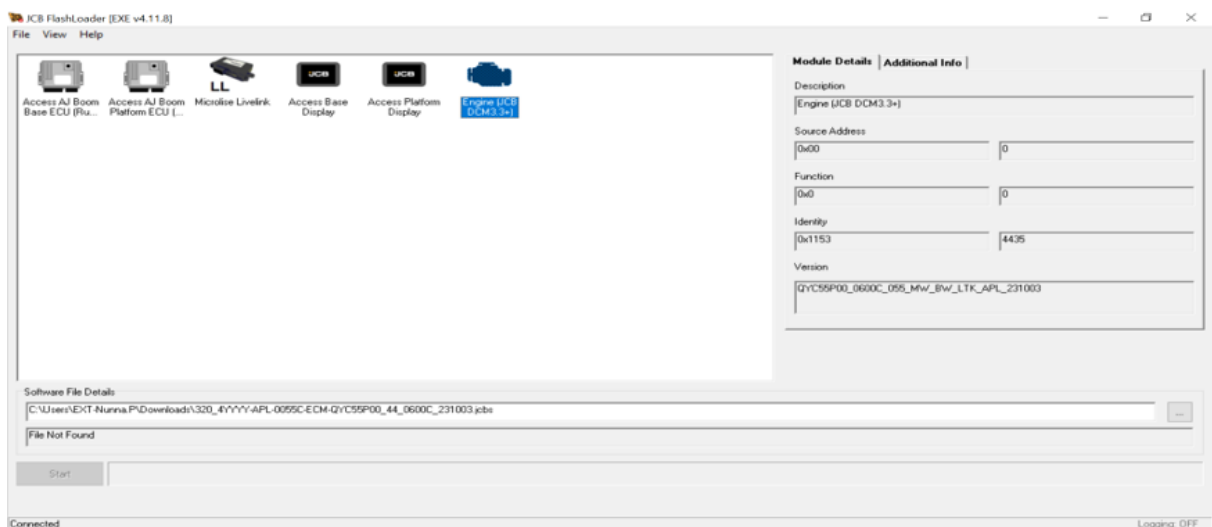 JCB FlashLoader [EXE v4.11.8]
File View Help
JCB
JCB
LL
Access AJ Boom
Base ECU (Ru...
Access AJ Boom
Platform ECU (...
Microlise Livelink
Access Base
Display
Access Platform
Display
Engine (JCB
DCM3.3+)
Module Details Additional Info
Description
Engine (JCB DCM3.3+)
Source Address
0x00 0
Function
0x0 0
Identity
0x1153 4435
Version
QYC55P00_0600C_055_MW_BW_LTK_APL_231003
Software File Details
C:\Users\EXT-Nunna.P\Downloads\320_4YYYY-APL-0055C-ECM-QYC55P00_44_0600C_231003.jcbs
...
File Not Found
Start
Connected Logging: OFF